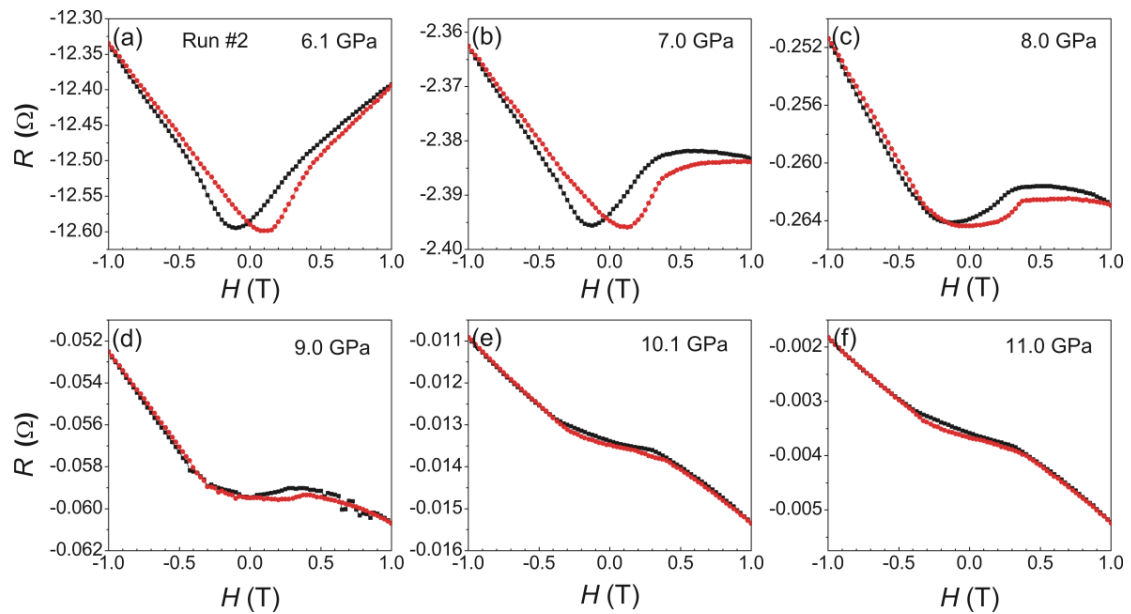 (a) Run #2 6.1 GPa
-12.30
-12.35
-12.40
-12.45
-12.50
-12.55
-12.60
R (Ω)
-1.0 -0.5 0.0 0.5 1.0
H (T)
(b) 7.0 GPa
-2.36
-2.37
-2.38
-2.39
-2.40
-1.0 -0.5 0.0 0.5 1.0
H (T)
(c) 8.0 GPa
-0.252
-0.256
-0.260
-0.264
-1.0 -0.5 0.0 0.5 1.0
H (T)
(d) 9.0 GPa
-0.052
-0.054
-0.056
-0.058
-0.060
-0.062
R (Ω)
-1.0 -0.5 0.0 0.5 1.0
H (T)
(e) 10.1 GPa
-0.011
-0.012
-0.013
-0.014
-0.015
-0.016
-1.0 -0.5 0.0 0.5 1.0
H (T)
(f) 11.0 GPa
-0.002
-0.003
-0.004
-0.005
-1.0 -0.5 0.0 0.5 1.0
H (T)